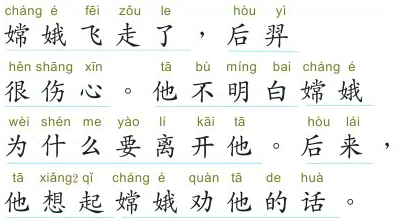 cháng é fēi zǒu le hòu yì
嫦娥飞走了，后羿
hěn shāng xīn tā bù míng bai cháng é
很伤心。他不明白嫦娥
wèi shén me yào lí kāi tā hòu lái
为什么要离开他。后来，
tā xiǎng2 qǐ cháng é quàn tā de huà
他想起嫦娥劝他的话。